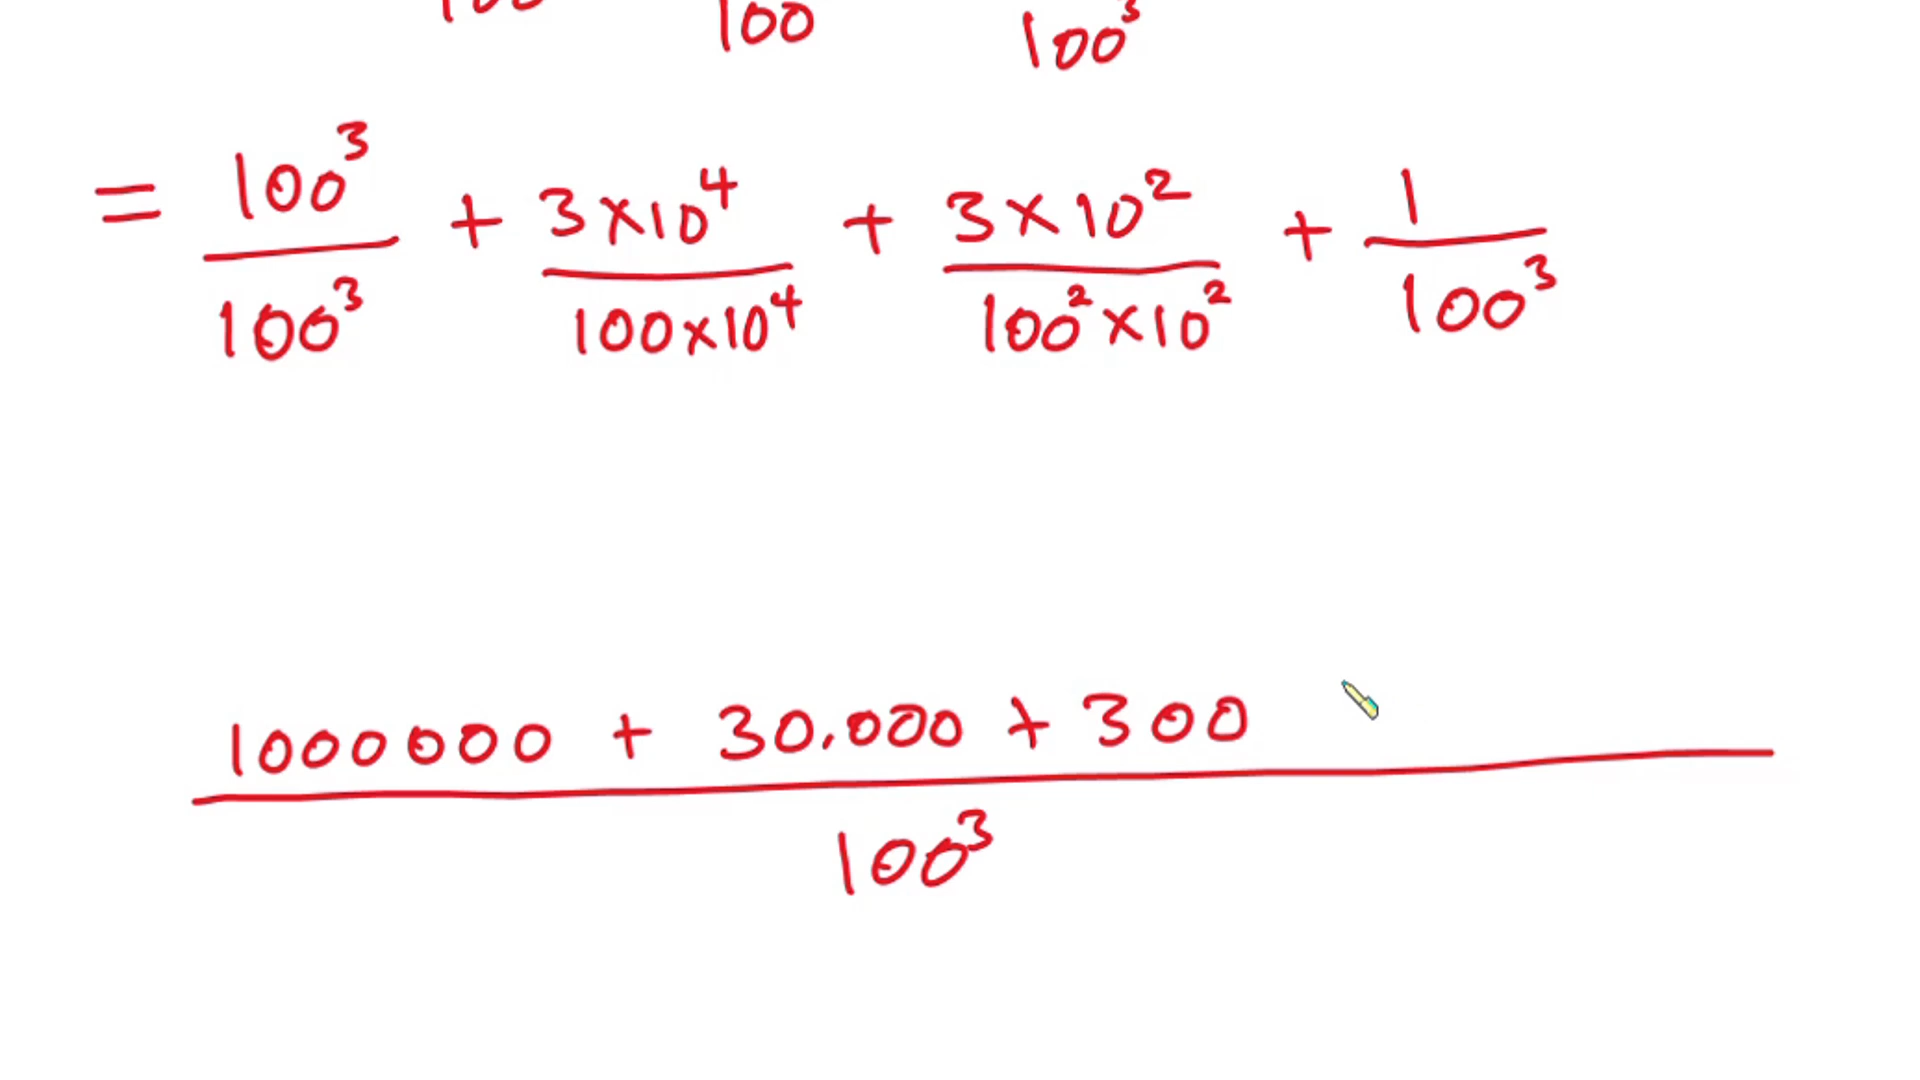 100 100 100³
= 100³/100³ + 3×10⁴/100×10⁴ + 3×10²/100²×10² + 1/100³
1000000 + 30.000 + 300
100³